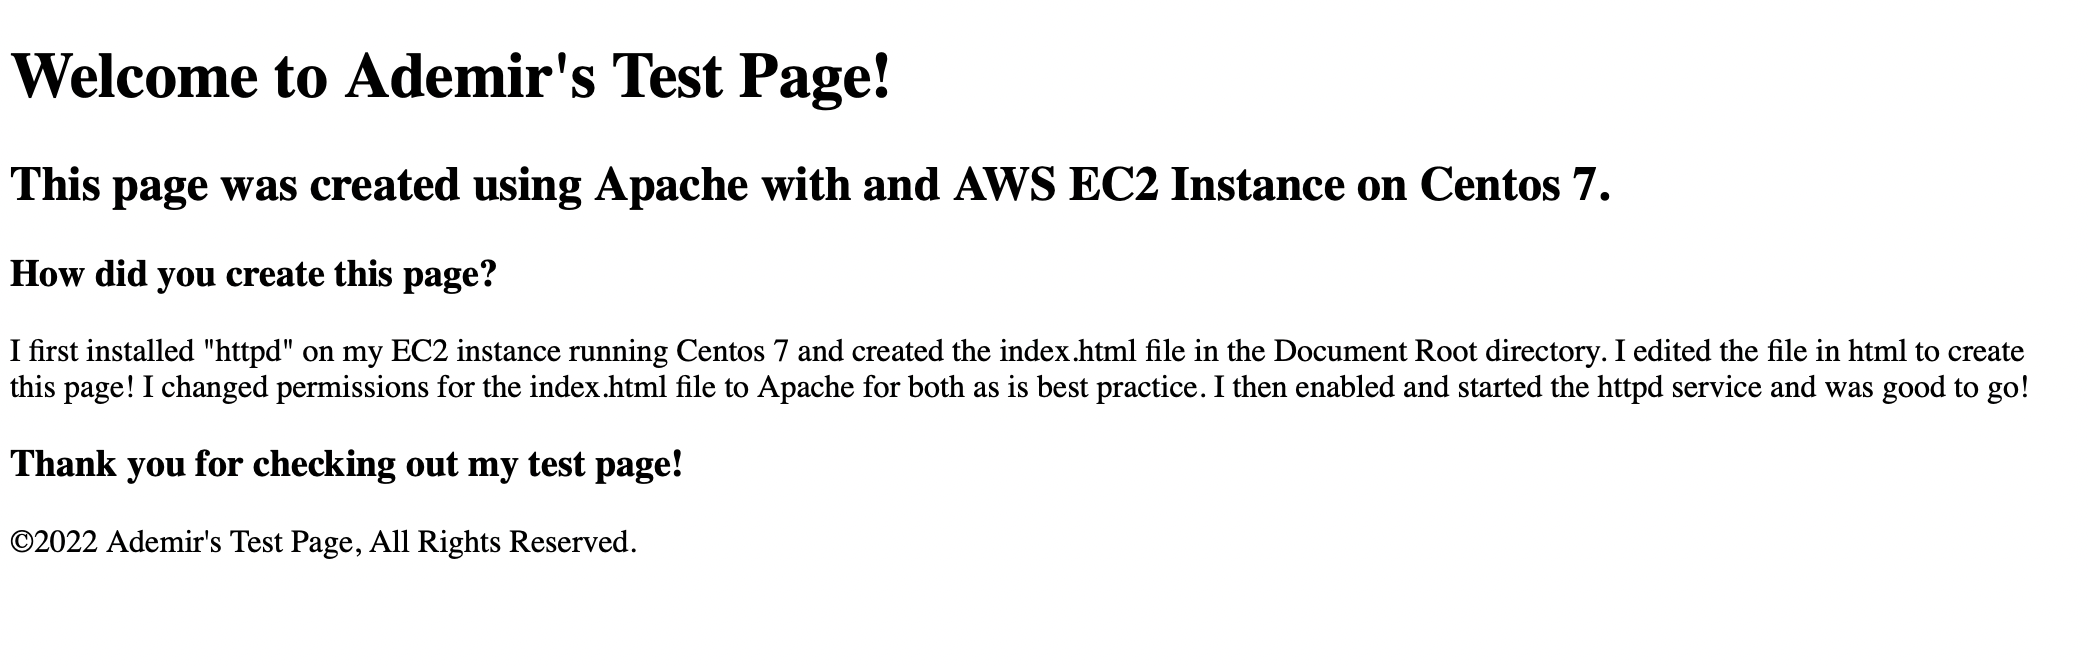 Welcome to Ademir's Test Page!
This page was created using Apache with and AWS EC2 Instance on Centos 7.
How did you create this page?
I first installed "httpd" on my EC2 instance running Centos 7 and created the index.html file in the Document Root directory. I edited the file in html to create
this page! I changed permissions for the index.html file to Apache for both as is best practice. I then enabled and started the httpd service and was good to go!
Thank you for checking out my test page!
©2022 Ademir's Test Page, All Rights Reserved.